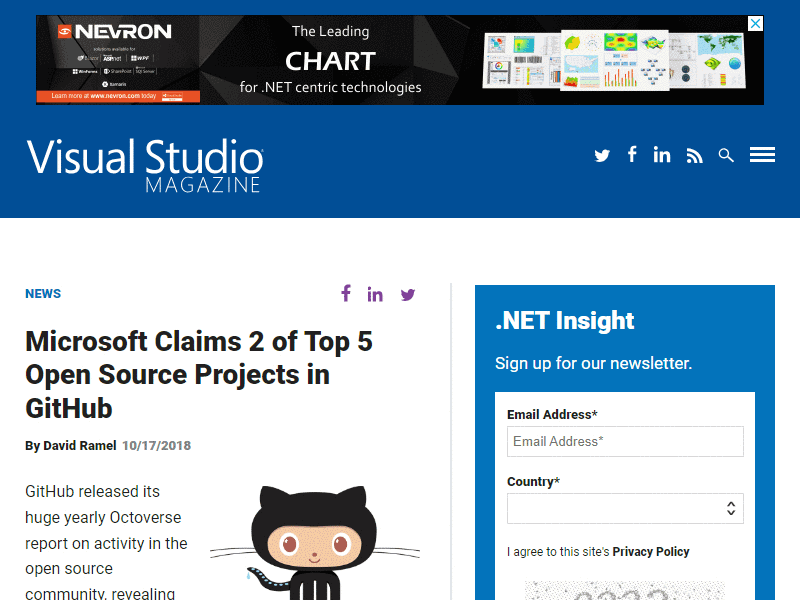 NEVRON
solutions available for
Blazor ASP.net WPF
WinForms SharePoint SQL Server
Xamarin
Learn more at www.nevron.com today
The Leading
CHART
for .NET centric technologies
Visual Studio
MAGAZINE
NEWS
Microsoft Claims 2 of Top 5
Open Source Projects in
GitHub
By David Ramel 10/17/2018
GitHub released its
huge yearly Octoverse
report on activity in the
open source
community, revealing
.NET Insight
Sign up for our newsletter.
Email Address*
Email Address*
Country*
I agree to this site's Privacy Policy